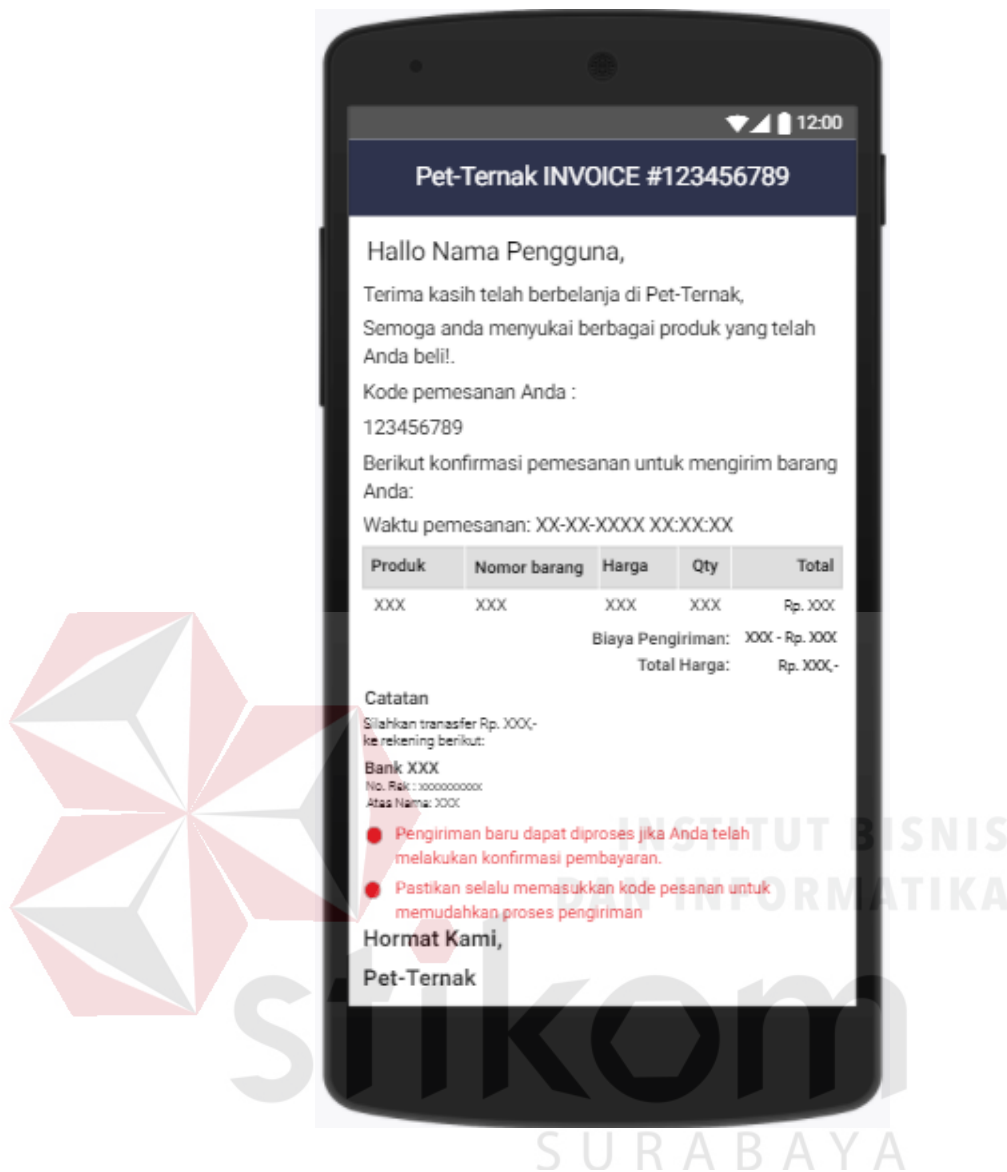 12:00
Pet-Ternak INVOICE #123456789
Hallo Nama Pengguna,
Terima kasih telah berbelanja di Pet-Ternak,
Semoga anda menyukai berbagai produk yang telah
Anda beli!.
Kode pemesanan Anda :
123456789
Berikut konfirmasi pemesanan untuk mengirim barang
Anda:
Waktu pemesanan: XX-XX-XXXX XX:XX:XX
Produk Nomor barang Harga Qty Total
XXX XXX XXX XXX Rp. XXX
Biaya Pengiriman: XXX - Rp. XXX
Total Harga: Rp. XXX,-
Catatan
Silahkan tranasfer Rp. XXX,-
ke rekening berikut:
Bank XXX
No. Rek : xxxxxxxxxx
Atas Nama: XXX
Pengiriman baru dapat diproses jika Anda telah
melakukan konfirmasi pembayaran.
Pastikan selalu memasukkan kode pesanan untuk
memudahkan proses pengiriman
Hormat Kami,
Pet-Ternak
INSTITUT BISNIS
DAN INFORMATIKA
stikom
SURABAYA